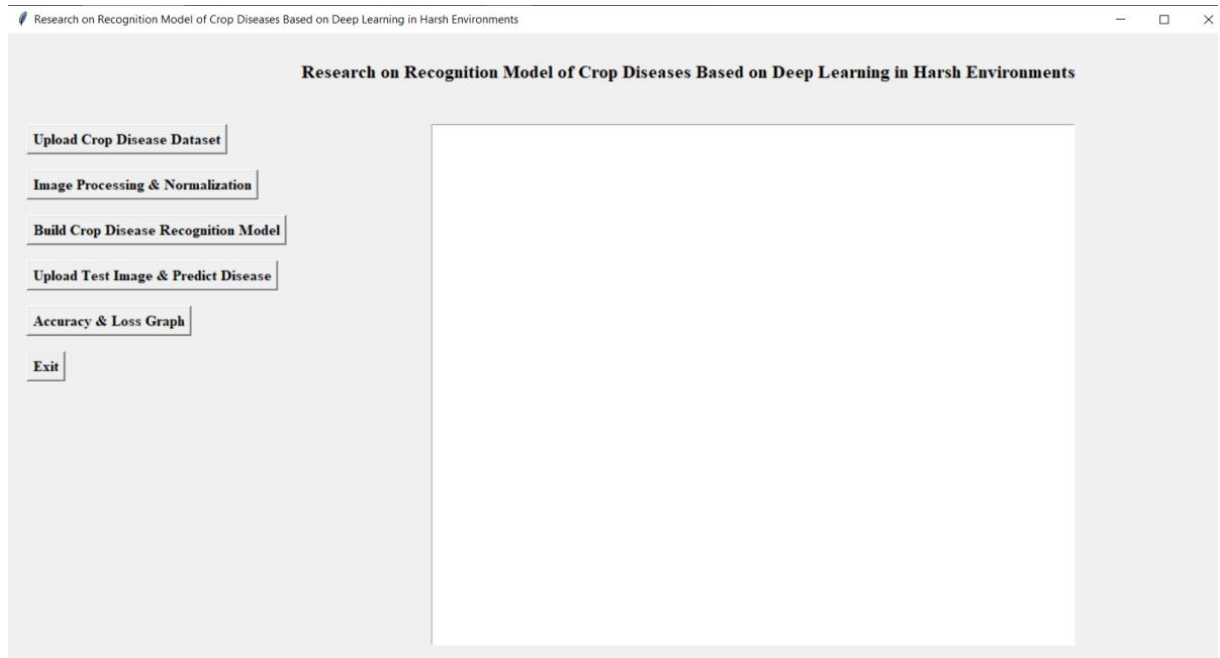 Research on Recognition Model of Crop Diseases Based on Deep Learning in Harsh Environments
Research on Recognition Model of Crop Diseases Based on Deep Learning in Harsh Environments
Upload Crop Disease Dataset
Image Processing & Normalization
Build Crop Disease Recognition Model
Upload Test Image & Predict Disease
Accuracy & Loss Graph
Exit